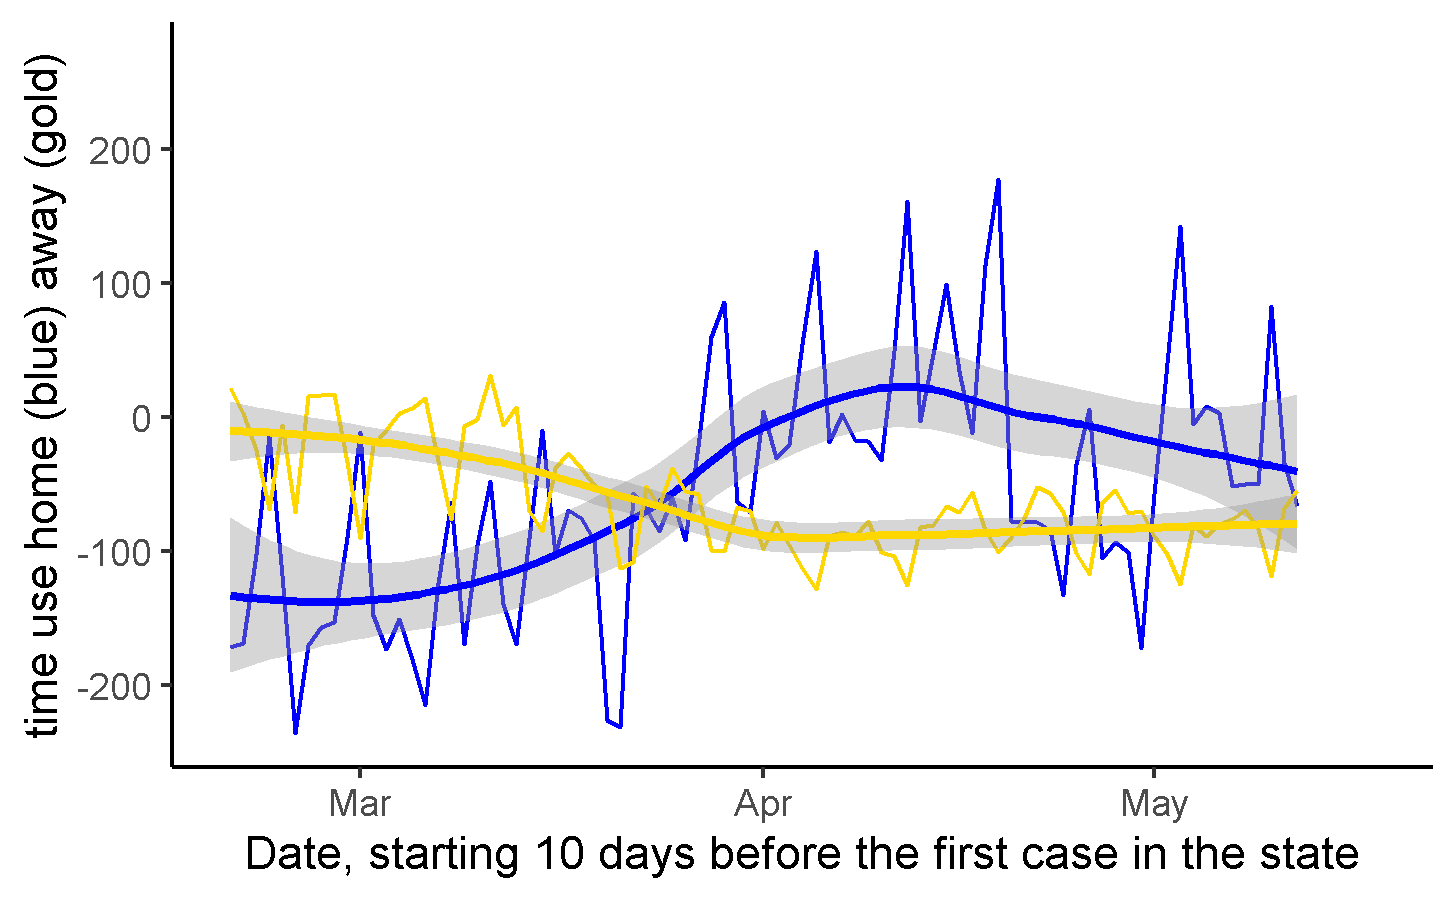 time use home (blue) away (gold)
200
100
0
-100
-200
Mar
Apr
May
Date, starting 10 days before the first case in the state